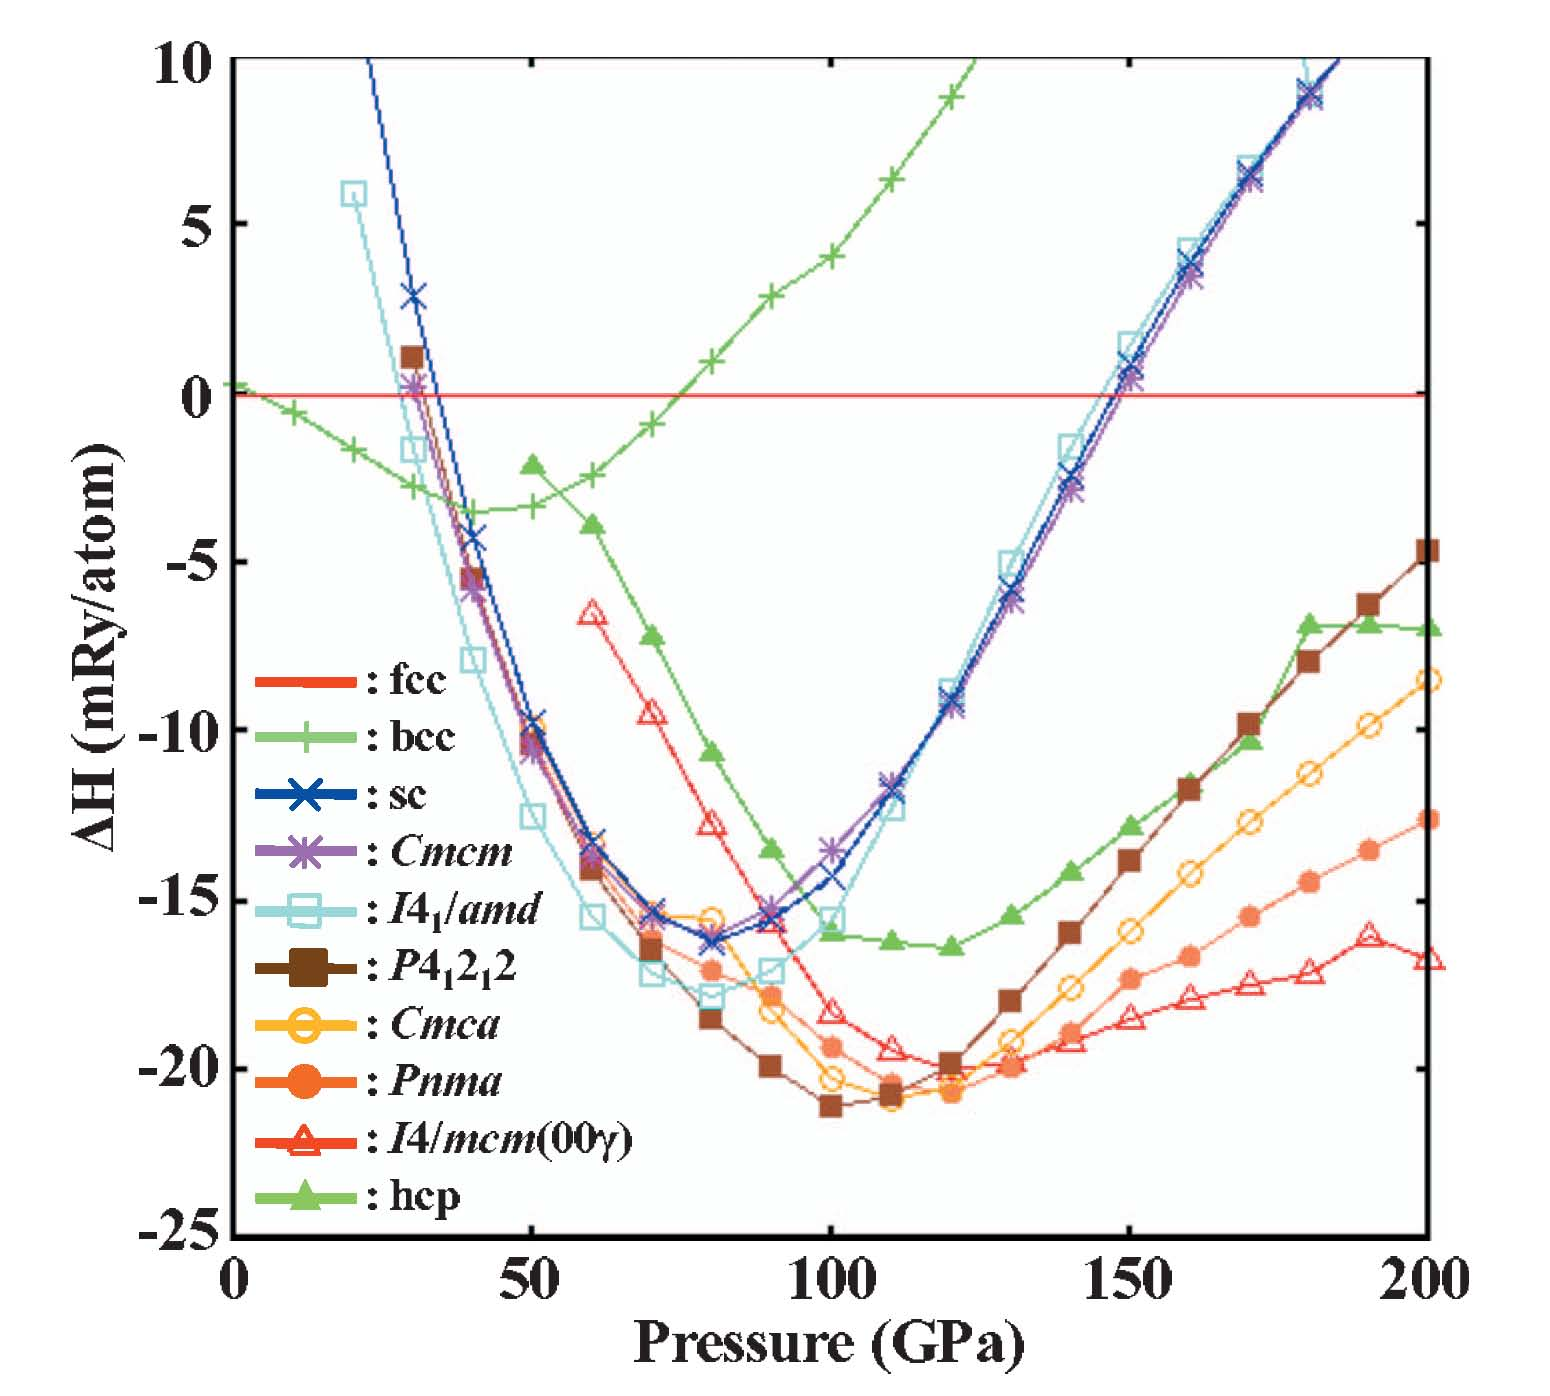 10
5
0
-5
-10
-15
-20
-25
ΔH (mRy/atom)
: fcc
: bcc
: sc
: Cmcm
: I4₁/amd
: P4₁2₁2
: Cmca
: Pnma
: I4/mcm(00γ)
: hcp
0 50 100 150 200
Pressure (GPa)